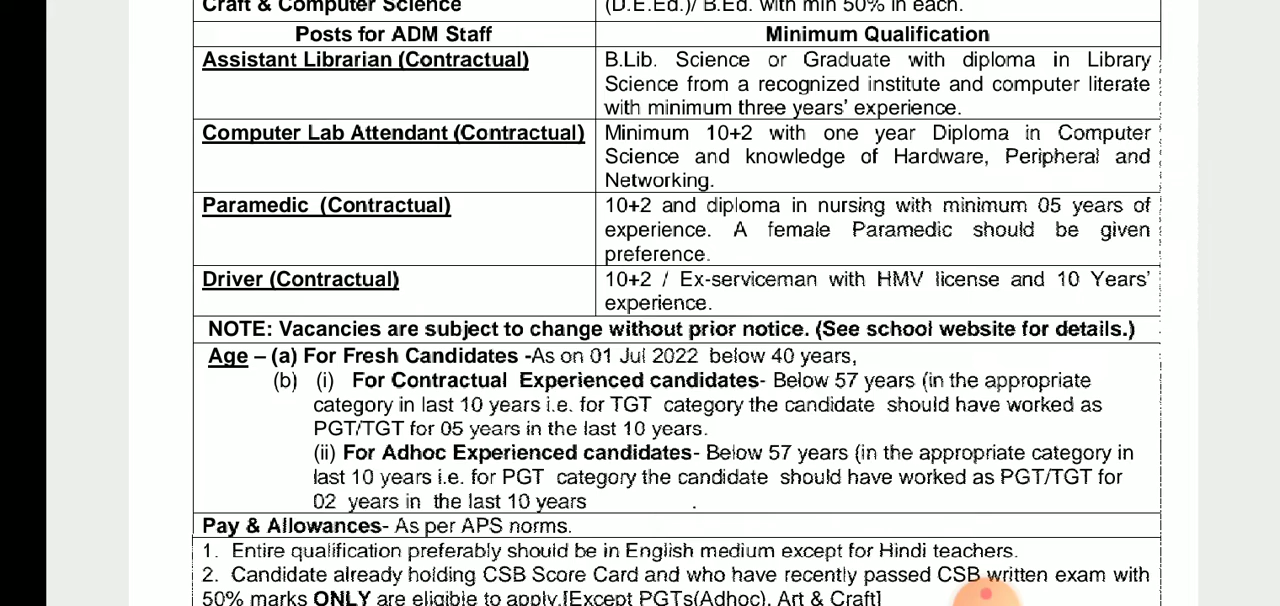 Craft & Computer Science
(D.E.Ed.)/ B.Ed. with min 50% in each.
Posts for ADM Staff
Minimum Qualification
Assistant Librarian (Contractual)
B.Lib. Science or Graduate with diploma in Library
Science from a recognized institute and computer literate
with minimum three years’ experience.
Computer Lab Attendant (Contractual)
Minimum 10+2 with one year Diploma in Computer
Science and knowledge of Hardware, Peripheral and
Networking.
Paramedic (Contractual)
10+2 and diploma in nursing with minimum 05 years of
experience. A female Paramedic should be given
preference.
Driver (Contractual)
10+2 / Ex-serviceman with HMV license and 10 Years’
experience.
NOTE: Vacancies are subject to change without prior notice. (See school website for details.)
Age – (a) For Fresh Candidates -As on 01 Jul 2022 below 40 years,
(b) (i) For Contractual Experienced candidates- Below 57 years (in the appropriate
category in last 10 years i.e. for TGT category the candidate should have worked as
PGT/TGT for 05 years in the last 10 years.
(ii) For Adhoc Experienced candidates- Below 57 years (in the appropriate category in
last 10 years i.e. for PGT category the candidate should have worked as PGT/TGT for
02 years in the last 10 years .
Pay & Allowances- As per APS norms.
1. Entire qualification preferably should be in English medium except for Hindi teachers.
2. Candidate already holding CSB Score Card and who have recently passed CSB written exam with
50% marks ONLY are eligible to apply.[Except PGTs(Adhoc), Art & Craft]